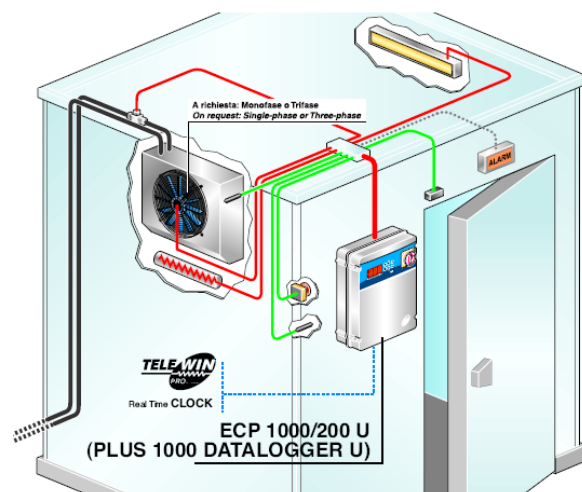 A richiesta: Monofase o Trifase
On request: Single-phase or Three-phase
ALARM
TELEWIN
PRO.
Real Time CLOCK
ECP 1000/200 U
(PLUS 1000 DATALOGGER U)